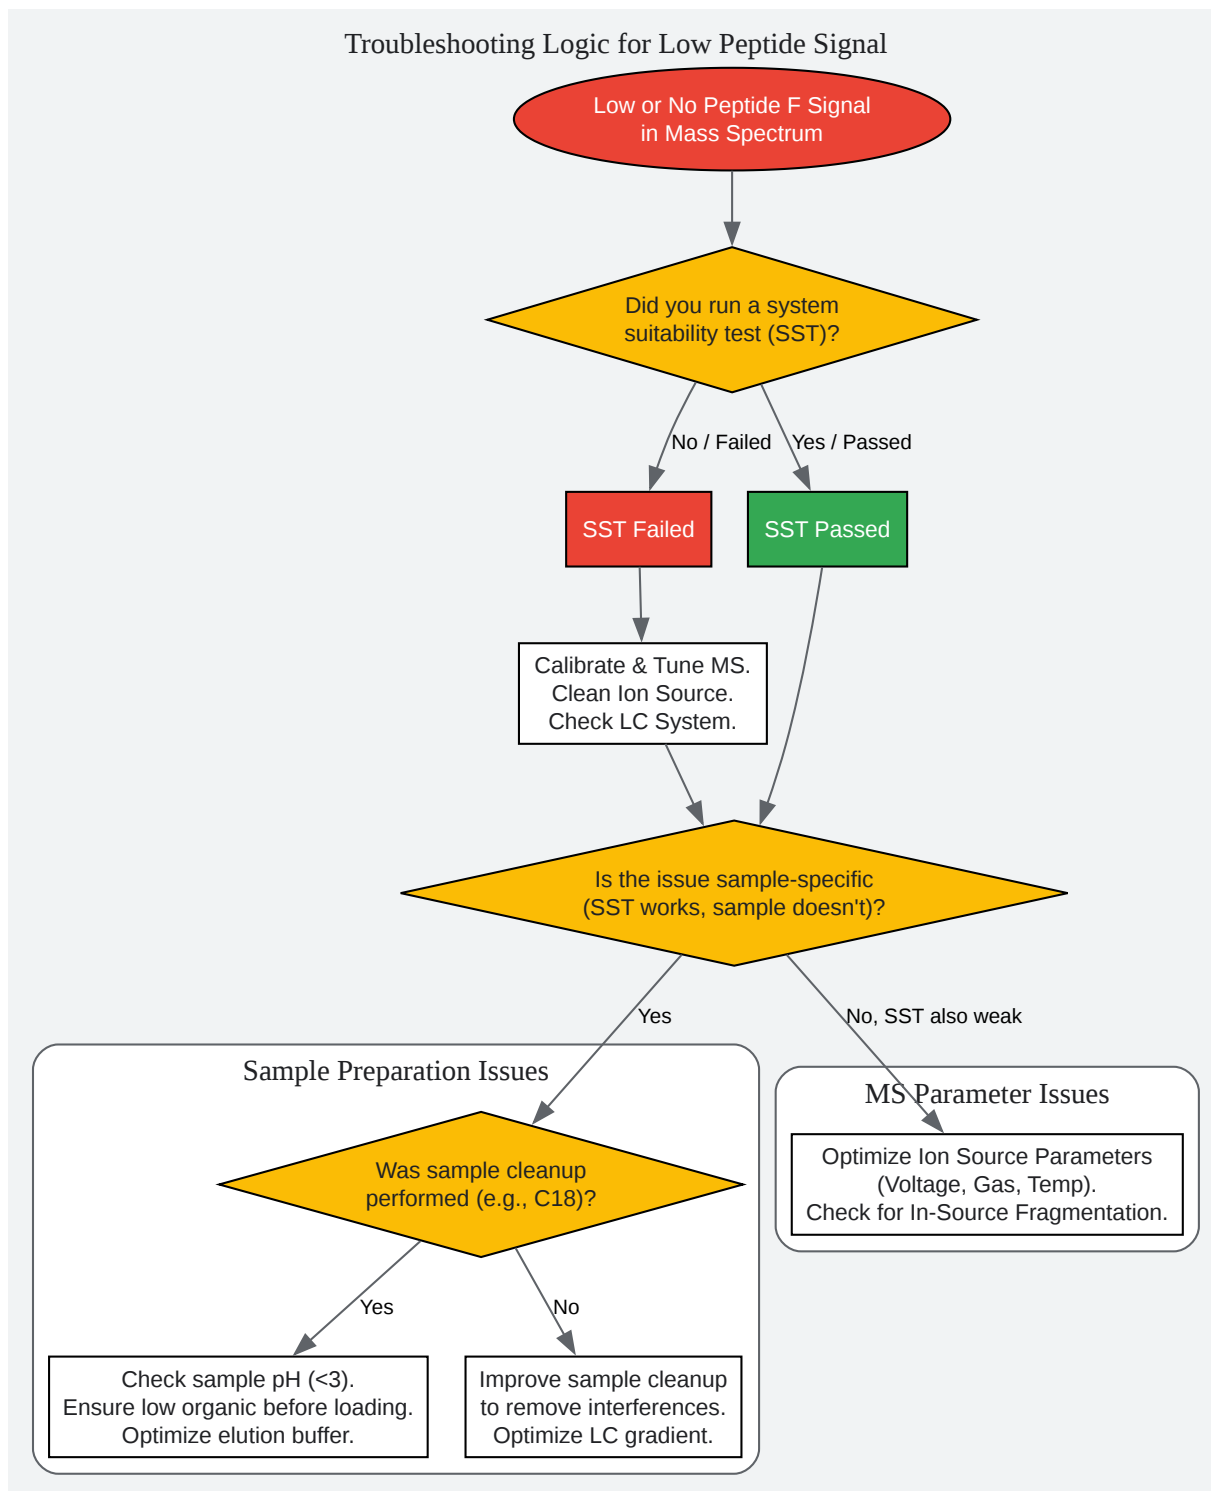 Troubleshooting Logic for Low Peptide Signal
Low or No Peptide F Signal
in Mass Spectrum
Did you run a system
suitability test (SST)?
No / Failed
Yes / Passed
SST Failed
SST Passed
Calibrate & Tune MS.
Clean Ion Source.
Check LC System.
Is the issue sample-specific
(SST works, sample doesn't)?
Yes
No, SST also weak
Sample Preparation Issues
MS Parameter Issues
Was sample cleanup
performed (e.g., C18)?
Optimize Ion Source Parameters
(Voltage, Gas, Temp).
Check for In-Source Fragmentation.
Yes
No
Check sample pH (<3).
Ensure low organic before loading.
Optimize elution buffer.
Improve sample cleanup
to remove interferences.
Optimize LC gradient.